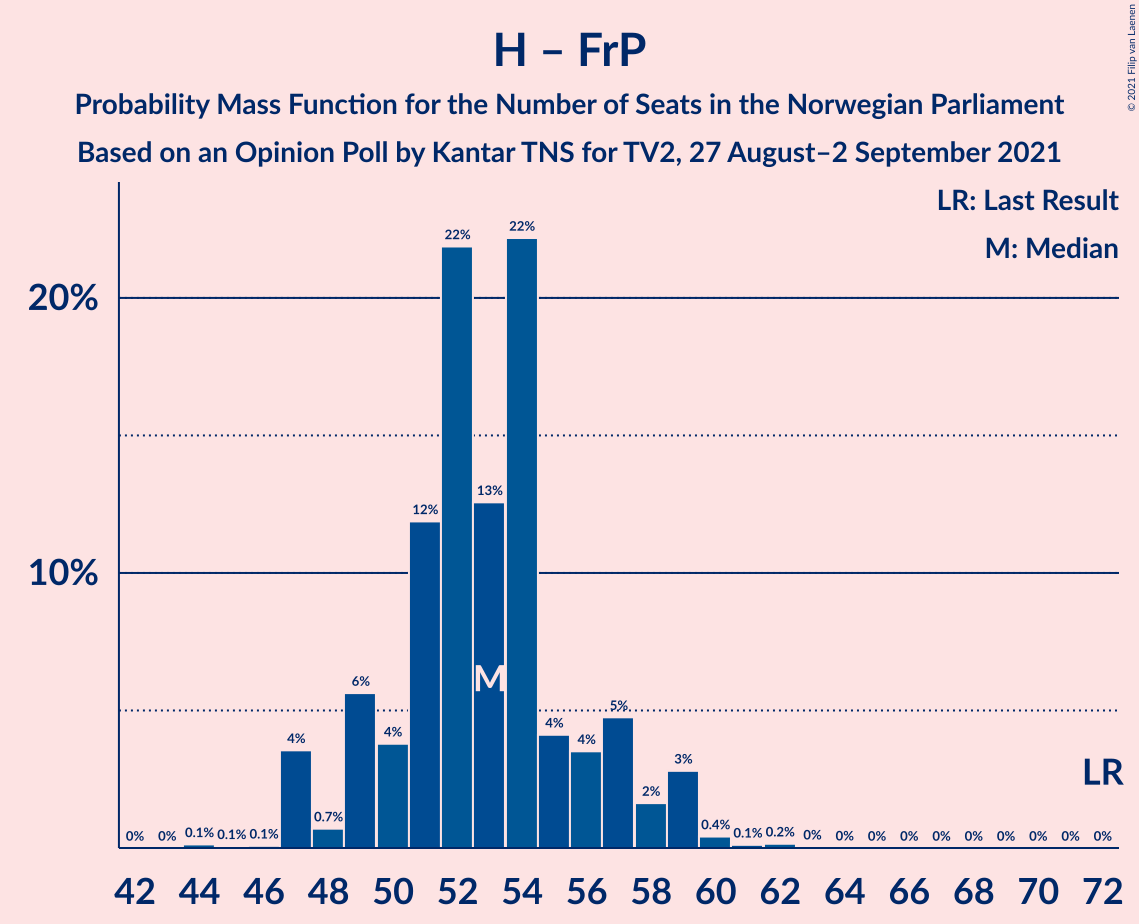 H – FrP
Probability Mass Function for the Number of Seats in the Norwegian Parliament
Based on an Opinion Poll by Kantar TNS for TV2, 27 August–2 September 2021
© 2021 Filip van Laenen
LR: Last Result
M: Median
20%
10%
0% 0% 0.1% 0.1% 0.1% 4% 0.7% 6% 4% 12% 22% 13% 22% 4% 4% 5% 2% 3% 0.4% 0.1% 0.2% 0% 0% 0% 0% 0% 0% 0% 0% 0% 0%
M
LR
42 44 46 48 50 52 54 56 58 60 62 64 66 68 70 72